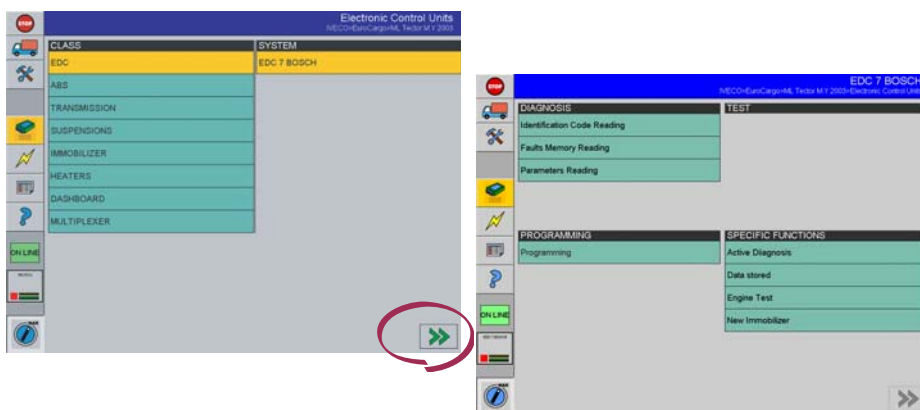 STOP
Electronic Control Units
IVECO>EuroCargo>ML Tector M.Y 2003
CLASS
SYSTEM
EDC
EDC 7 BOSCH
ABS
TRANSMISSION
SUSPENSIONS
IMMOBILIZER
HEATERS
DASHBOARD
MULTIPLEXER
ON LINE
STOP
EDC 7 BOSCH
IVECO>EuroCargo>ML Tector M.Y 2003>Electronic Control Units
DIAGNOSIS
TEST
Identification Code Reading
Faults Memory Reading
Parameters Reading
PROGRAMMING
SPECIFIC FUNCTIONS
Programming
Active Diagnosis
Data stored
Engine Test
New Immobilizer
ON LINE